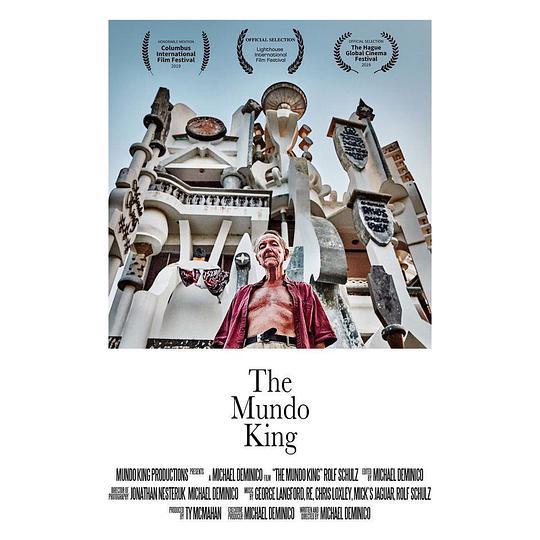 HONORABLE MENTION
Columbus
International
Film Festival
2019
OFFICIAL SELECTION
Lighthouse
International
Film Festival
OFFICIAL SELECTION
The Hague
Global Cinema
Festival
2019
The
Mundo
King
MUNDO KING PRODUCTIONS PRESENTS A MICHAEL DEMINICO FILM "THE MUNDO KING" ROLF SCHULZ EDITED BY MICHAEL DEMINICO
DIRECTOR OF PHOTOGRAPHY JONATHAN NESTERUK, MICHAEL DEMINICO MUSIC BY GEORGE LANGFORD, RE, CHRIS LOXLEY, MICK'S JAGUAR, ROLF SCHULZ
PRODUCED BY TY MCMAHAN EXECUTIVE PRODUCER MICHAEL DEMINICO WRITTEN AND DIRECTED BY MICHAEL DEMINICO